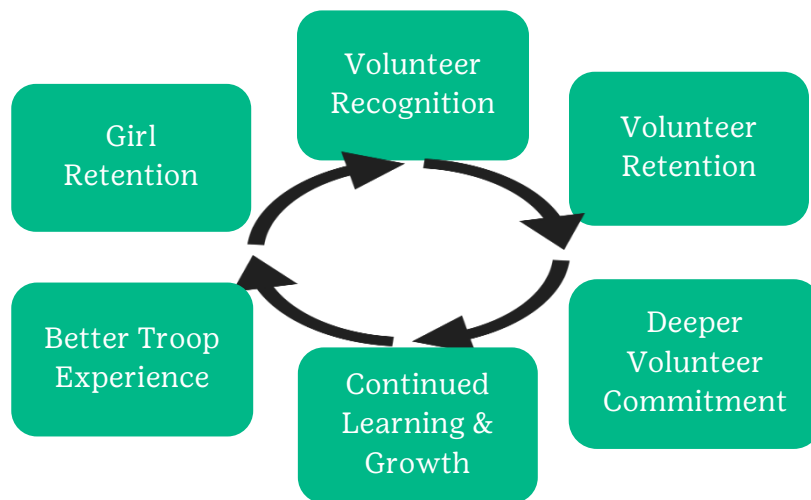 Volunteer
Recognition
Volunteer
Retention
Deeper
Volunteer
Commitment
Continued
Learning &
Growth
Better Troop
Experience
Girl
Retention